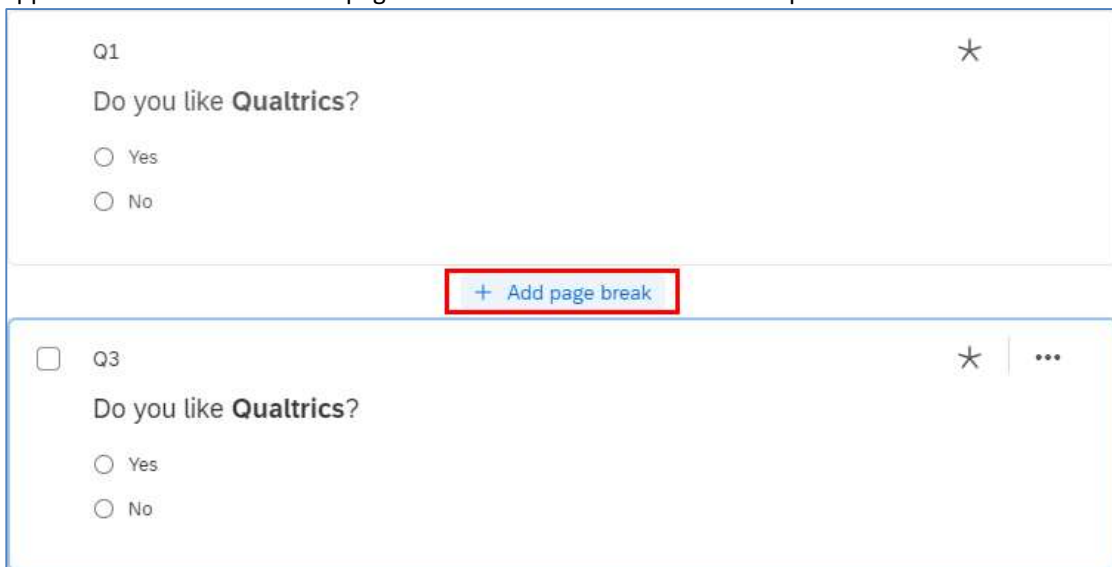 Q1
Do you like Qualtrics?
Yes
No
+ Add page break
Q3
Do you like Qualtrics?
Yes
No